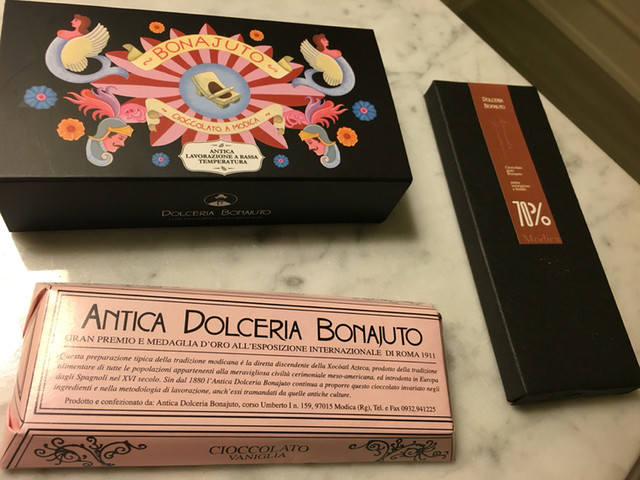 BONAJUTO
CIOCCOLATO A MODICA
ANTICA
LAVORAZIONE A BASSA
TEMPERATURA
DOLCERIA BONAJUTO
DOLCERIA
BONAJUTO
Cioccolato
70%
Modica
ANTICA DOLCERIA BONAJUTO
GRAN PREMIO E MEDAGLIA D'ORO ALL'ESPOSIZIONE INTERNAZIONALE DI ROMA 1911
Questa preparazione tipica della tradizione modicana è la diretta discendente della Xocòatl Azteca, prodotto della tradizione
alimentare di tutte le popolazioni appartenenti alla meravigliosa civiltà cerimoniale meso-americana, ed introdotta in Europa
dagli Spagnoli nel XVI secolo. Sin dal 1880 l'Antica Dolceria Bonajuto continua a proporre questo cioccolato invariato negli
ingredienti e nella metodologia di lavorazione, anch'essi tramandati da quelle antiche culture.
Prodotto e confezionato da: Antica Dolceria Bonajuto, corso Umberto I n. 159, 97015 Modica (Rg), Tel. e Fax 0932.941225
CIOCCOLATO
VANIGLIA